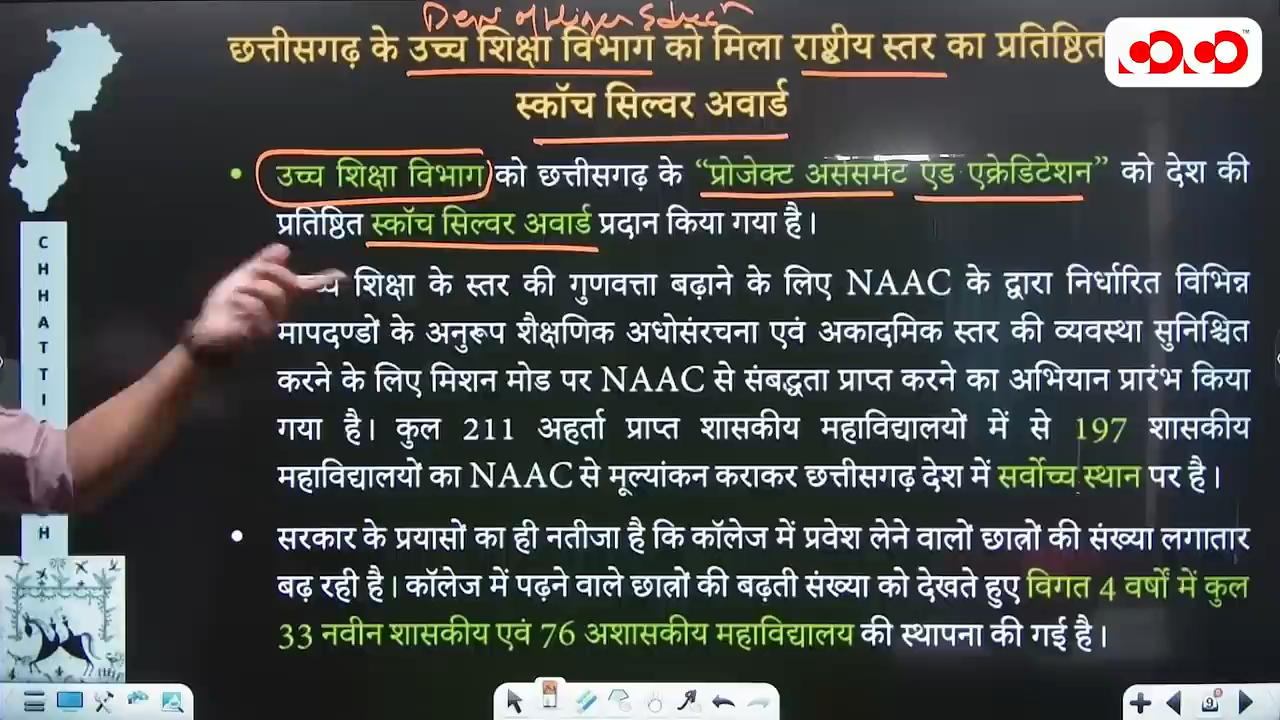 छत्तीसगढ़ के उच्च शिक्षा विभाग को मिला राष्ट्रीय स्तर का प्रतिष्ठित
स्कॉच सिल्वर अवार्ड
• उच्च शिक्षा विभाग को छत्तीसगढ़ के “प्रोजेक्ट असेसमेंट एंड एक्रेडिटेशन” को देश की
प्रतिष्ठित स्कॉच सिल्वर अवार्ड प्रदान किया गया है।
शिक्षा के स्तर की गुणवत्ता बढ़ाने के लिए NAAC के द्वारा निर्धारित विभिन्न
मापदण्डों के अनुरूप शैक्षणिक अधोसंरचना एवं अकादमिक स्तर की व्यवस्था सुनिश्चित
करने के लिए मिशन मोड पर NAAC से संबद्धता प्राप्त करने का अभियान प्रारंभ किया
गया है। कुल 211 अहर्ता प्राप्त शासकीय महाविद्यालयों में से 197 शासकीय
महाविद्यालयों का NAAC से मूल्यांकन कराकर छत्तीसगढ़ देश में सर्वोच्च स्थान पर है।
• सरकार के प्रयासों का ही नतीजा है कि कॉलेज में प्रवेश लेने वालो छात्रों की संख्या लगातार
बढ़ रही है। कॉलेज में पढ़ने वाले छात्रों की बढ़ती संख्या को देखते हुए विगत 4 वर्षो में कुल
33 नवीन शासकीय एवं 76 अशासकीय महाविद्यालय की स्थापना की गई है।
C
H
H
A
T
T
I
H
9